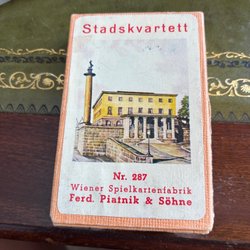 Stadskvartett
Nr. 287
Wiener Spielkartenfabrik
Ferd. Piatnik & Söhne